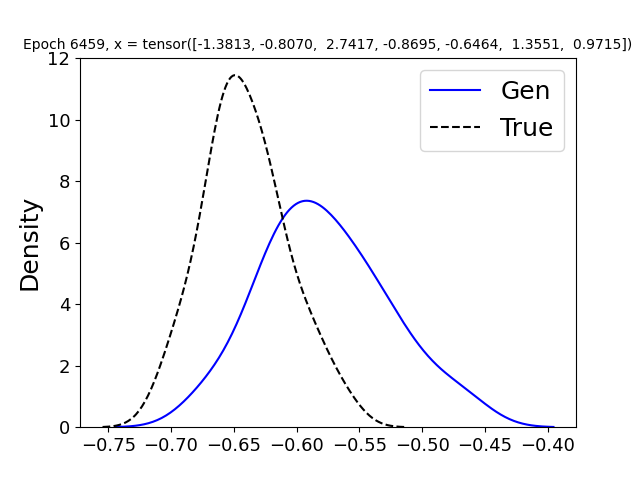 Epoch 6459, x = tensor([-1.3813, -0.8070,  2.7417, -0.8695, -0.6464,  1.3551,  0.9715])
12
10
8
6
4
2
0
Density
Gen
True
−0.75 −0.70 −0.65 −0.60 −0.55 −0.50 −0.45 −0.40